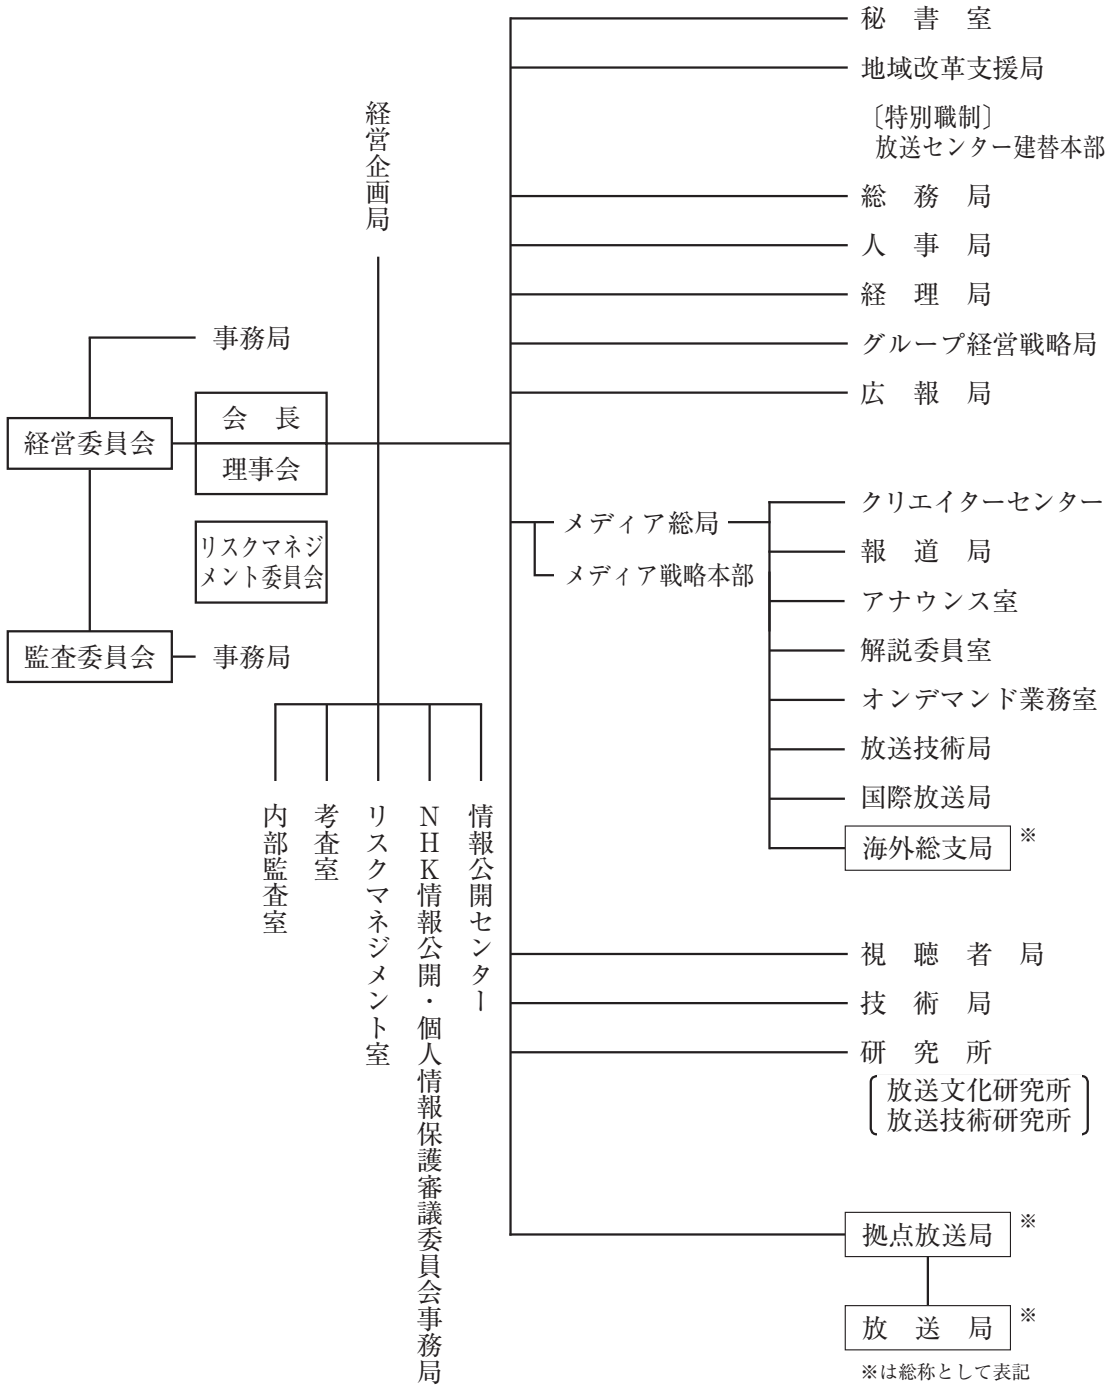 経営委員会
事務局
監査委員会
事務局
会　長
理事会
リスクマネジ
メント委員会
経営企画局
内部監査室
考査室
リスクマネジメント室
NHK情報公開・個人情報保護審議委員会事務局
情報公開センター
秘　書　室
地域改革支援局
〔特別職制〕
放送センター建替本部
総　務　局
人　事　局
経　理　局
グループ経営戦略局
広　報　局
メディア総局
メディア戦略本部
クリエイターセンター
報　道　局
アナウンス室
解説委員室
オンデマンド業務室
放送技術局
国際放送局
海外総支局 ※
視　聴　者　局
技　術　局
研　究　所
放送文化研究所
放送技術研究所
拠点放送局 ※
放　送　局 ※
※は総称として表記